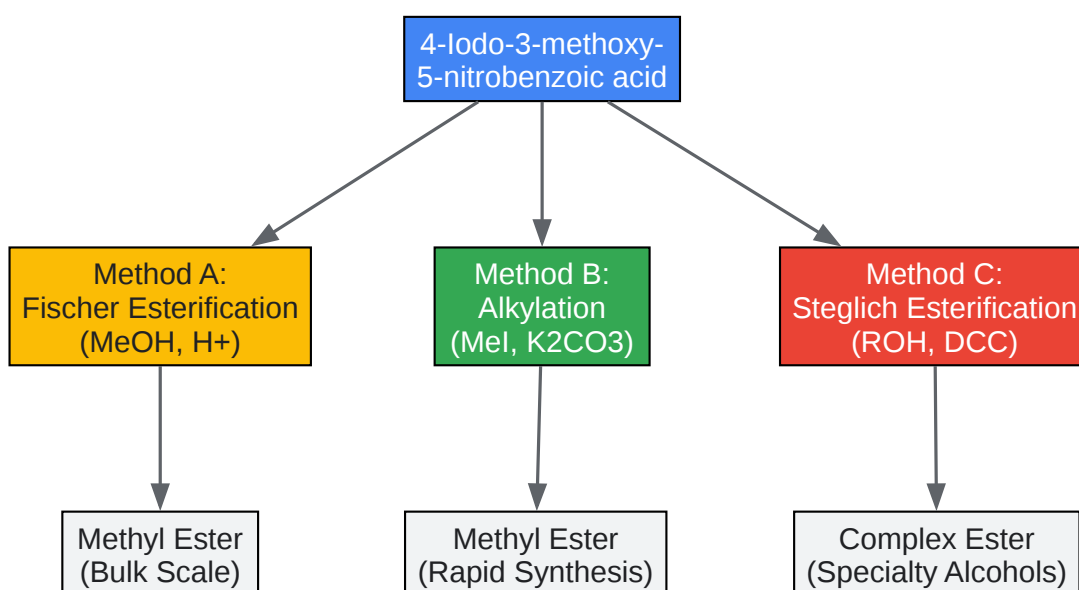 4-Iodo-3-methoxy-
5-nitrobenzoic acid
Method A:
Fischer Esterification
(MeOH, H+)
Method B:
Alkylation
(MeI, K2CO3)
Method C:
Steglich Esterification
(ROH, DCC)
Methyl Ester
(Bulk Scale)
Methyl Ester
(Rapid Synthesis)
Complex Ester
(Specialty Alcohols)